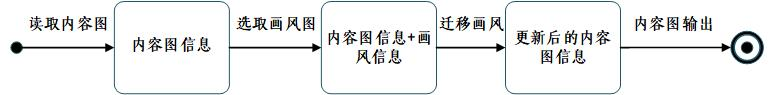 读取内容图
内容图信息
选取画风图
内容图信息+画
风信息
迁移画风
更新后的内容
图信息
内容图输出